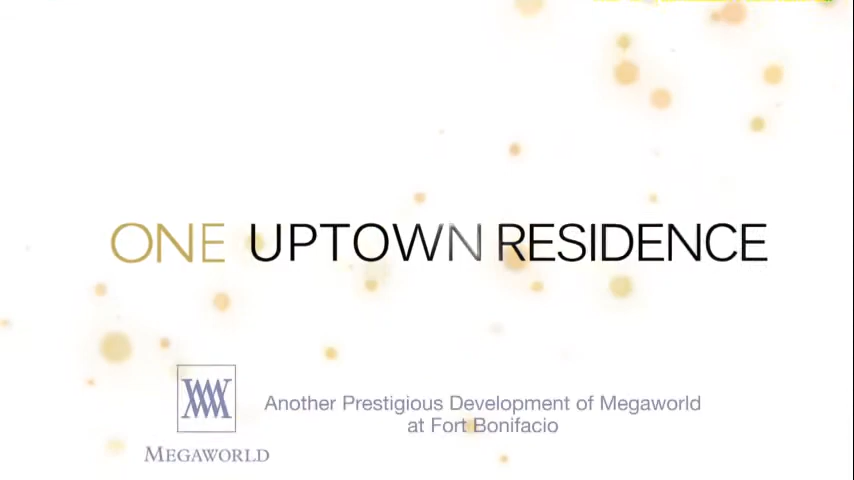 ONE UPTOWN RESIDENCE
Another Prestigious Development of Megaworld
at Fort Bonifacio
MEGAWORLD